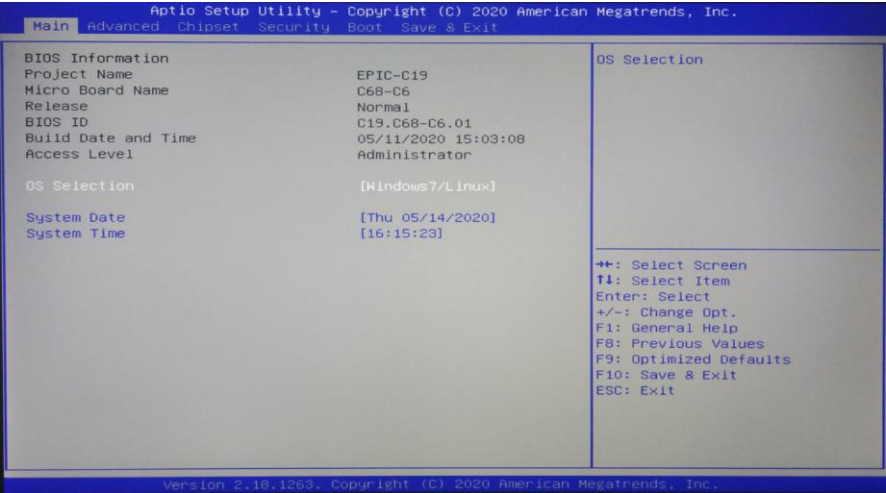 Aptio Setup Utility – Copyright (C) 2020 American Megatrends, Inc.
Main Advanced Chipset Security Boot Save & Exit
BIOS Information
Project Name EPIC-C19
Micro Board Name C68-C6
Release Normal
BIOS ID C19.C68-C6.01
Build Date and Time 05/11/2020 15:03:08
Access Level Administrator
OS Selection [Windows7/Linux]
System Date [Thu 05/14/2020]
System Time [16:15:23]
OS Selection
→←: Select Screen
↑↓: Select Item
Enter: Select
+/-: Change Opt.
F1: General Help
F8: Previous Values
F9: Optimized Defaults
F10: Save & Exit
ESC: Exit
Version 2.18.1263. Copyright (C) 2020 American Megatrends, Inc.